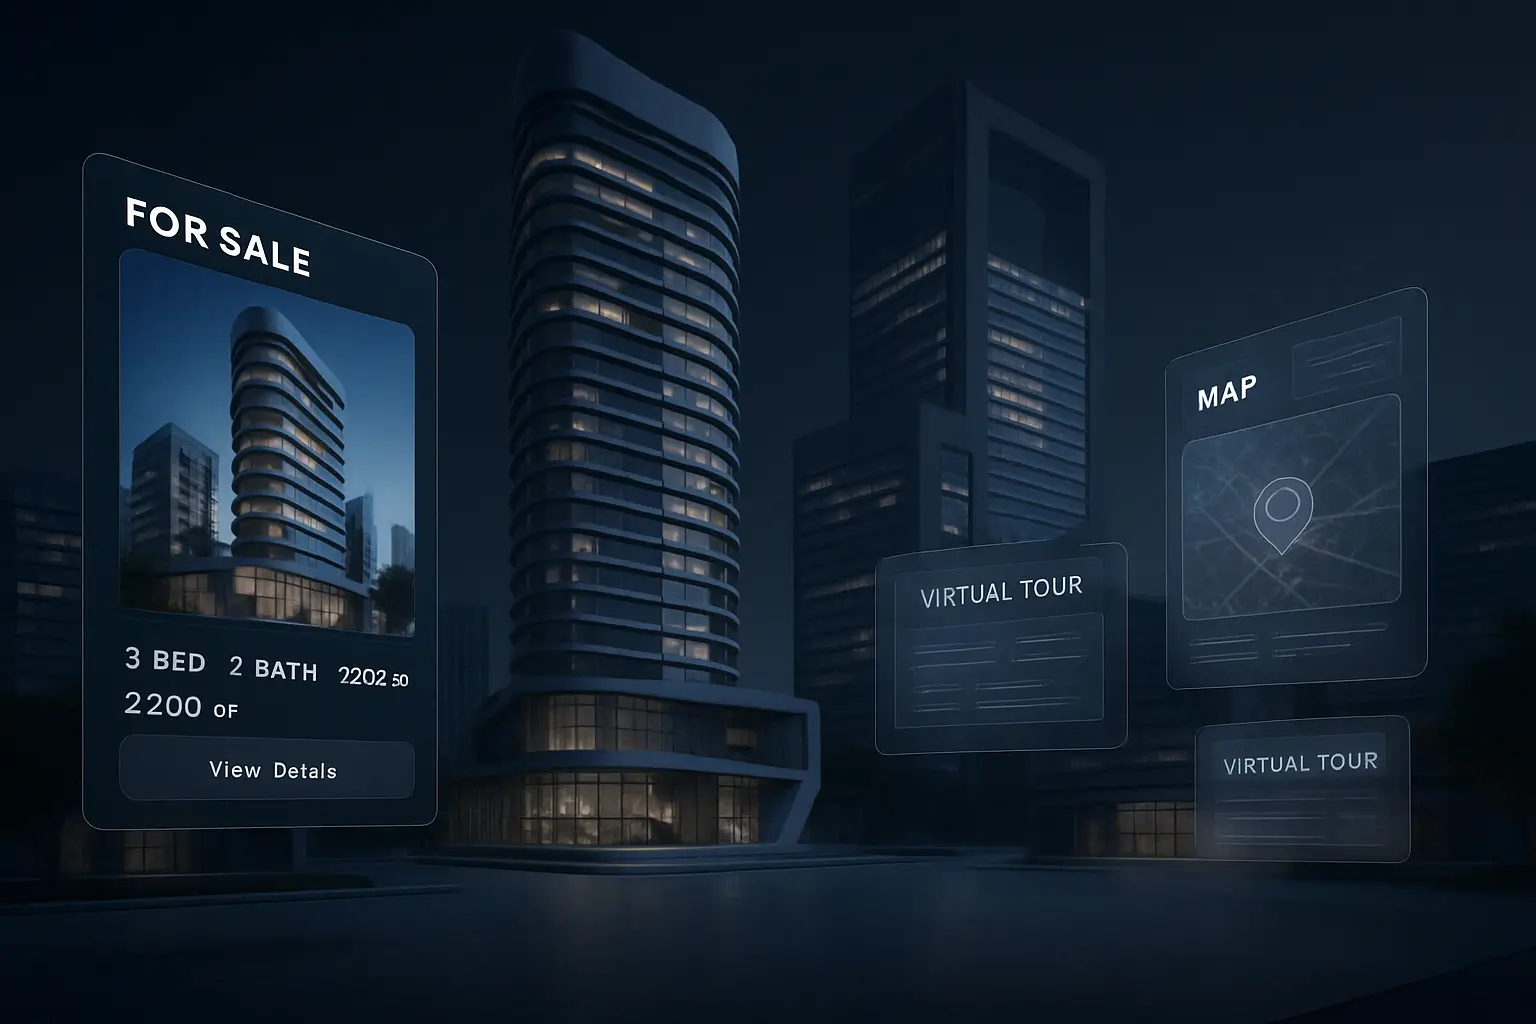 FOR SALE
3 BED 2 BATH 2202 50
2200 OF
View Detals
VIRTUAL TOUR
MAP
VIRTUAL TOUR